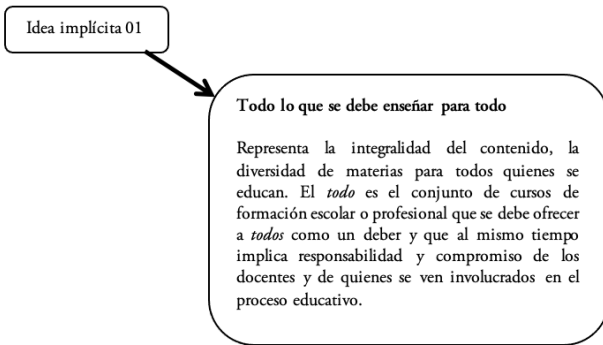 Idea implícita 01
Todo lo que se debe enseñar para todo
Representa la integralidad del contenido, la
diversidad de materias para todos quienes se
educan. El todo es el conjunto de cursos de
formación escolar o profesional que se debe ofrecer
a todos como un deber y que al mismo tiempo
implica responsabilidad y compromiso de los
docentes y de quienes se ven involucrados en el
proceso educativo.